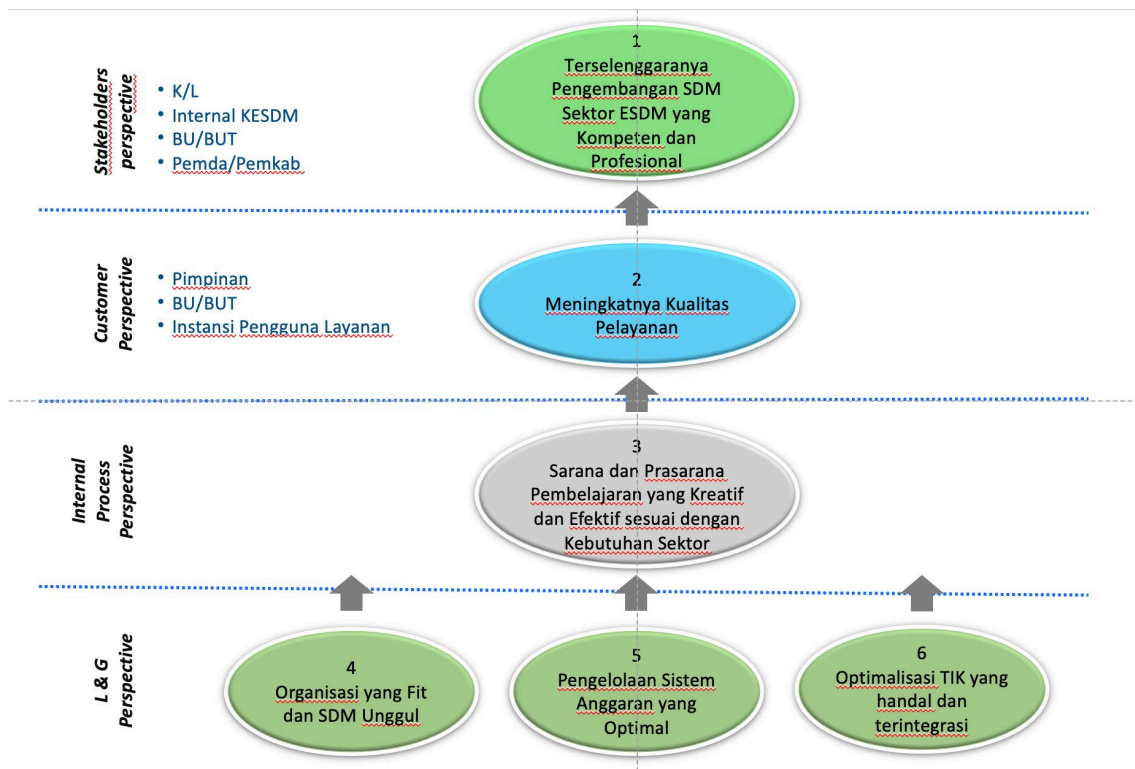 Stakeholders
perspective
• K/L
• Internal KESDM
• BU/BUT
• Pemda/Pemkab
1
Terselenggaranya
Pengembangan SDM
Sektor ESDM yang
Kompeten dan
Profesional
Customer
Perspective
• Pimpinan
• BU/BUT
• Instansi Pengguna Layanan
2
Meningkatnya Kualitas
Pelayanan
Internal
Process
Perspective
3
Sarana dan Prasarana
Pembelajaran yang Kreatif
dan Efektif sesuai dengan
Kebutuhan Sektor
L & G
Perspective
4
Organisasi yang Fit
dan SDM Unggul
5
Pengelolaan Sistem
Anggaran yang
Optimal
6
Optimalisasi TIK yang
handal dan
terintegrasi